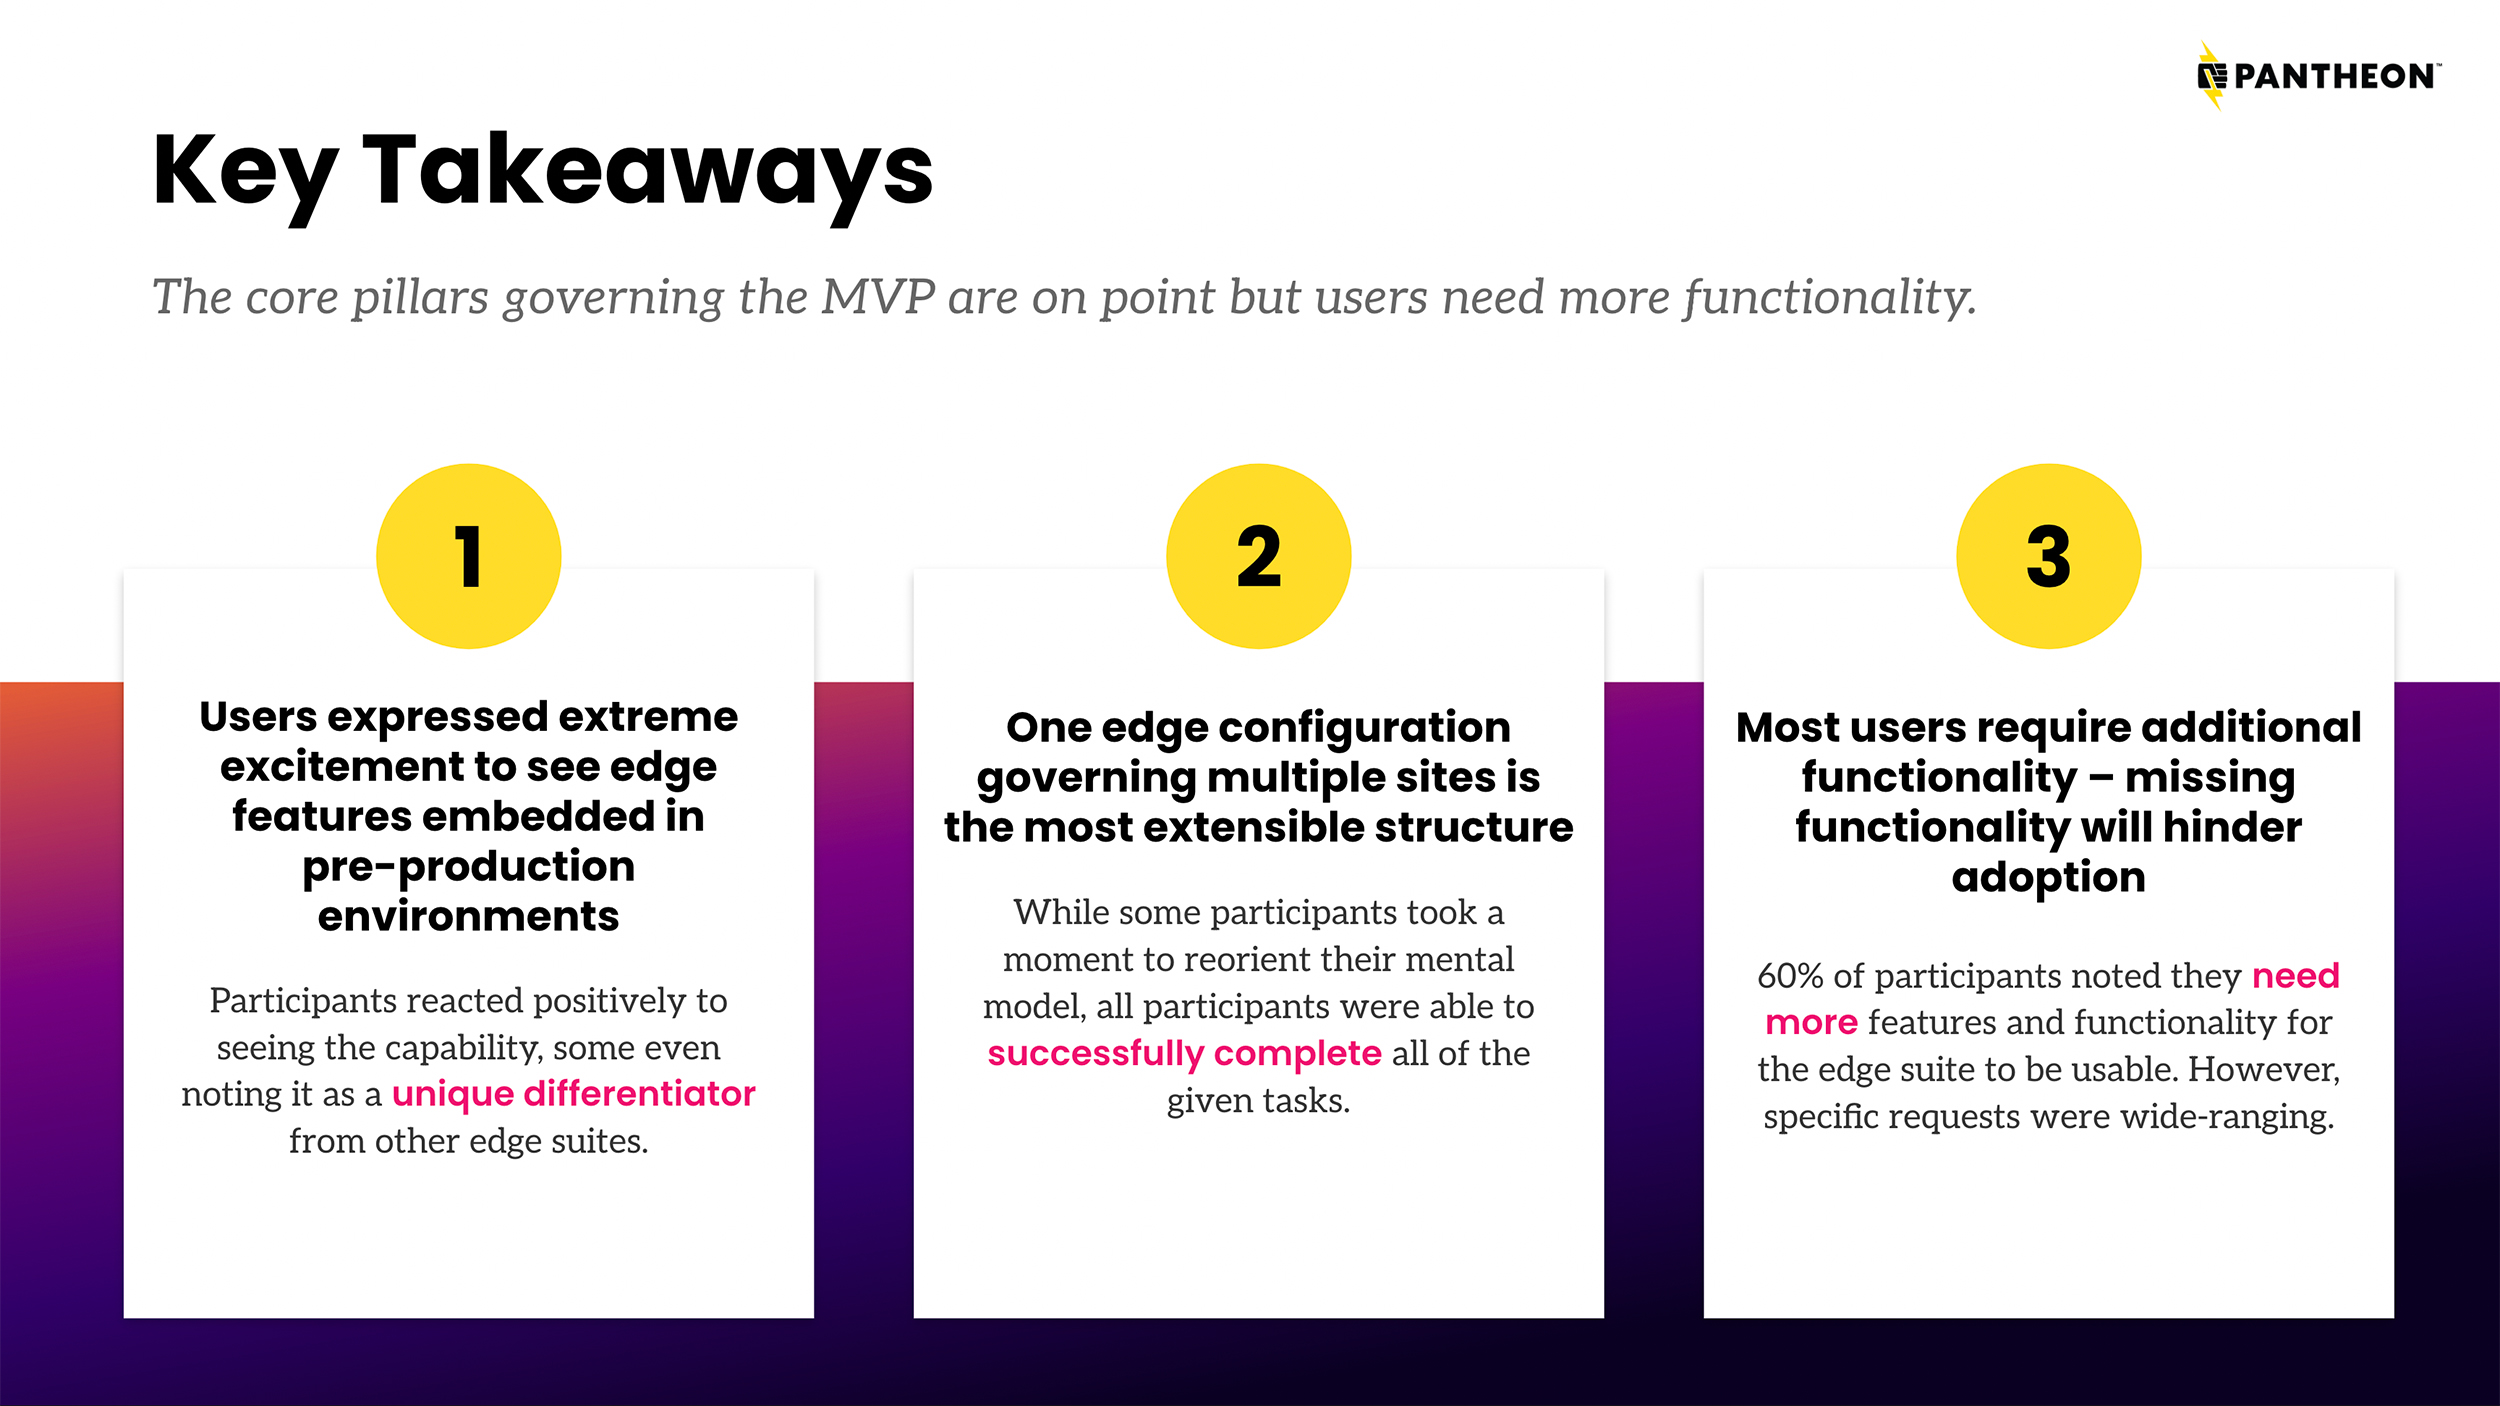 PANTHEON™
Key Takeaways
The core pillars governing the MVP are on point but users need more functionality.
1
Users expressed extreme
excitement to see edge
features embedded in
pre-production
environments
Participants reacted positively to
seeing the capability, some even
noting it as a unique differentiator
from other edge suites.
2
One edge configuration
governing multiple sites is
the most extensible structure
While some participants took a
moment to reorient their mental
model, all participants were able to
successfully complete all of the
given tasks.
3
Most users require additional
functionality – missing
functionality will hinder
adoption
60% of participants noted they need
more features and functionality for
the edge suite to be usable. However,
specific requests were wide-ranging.